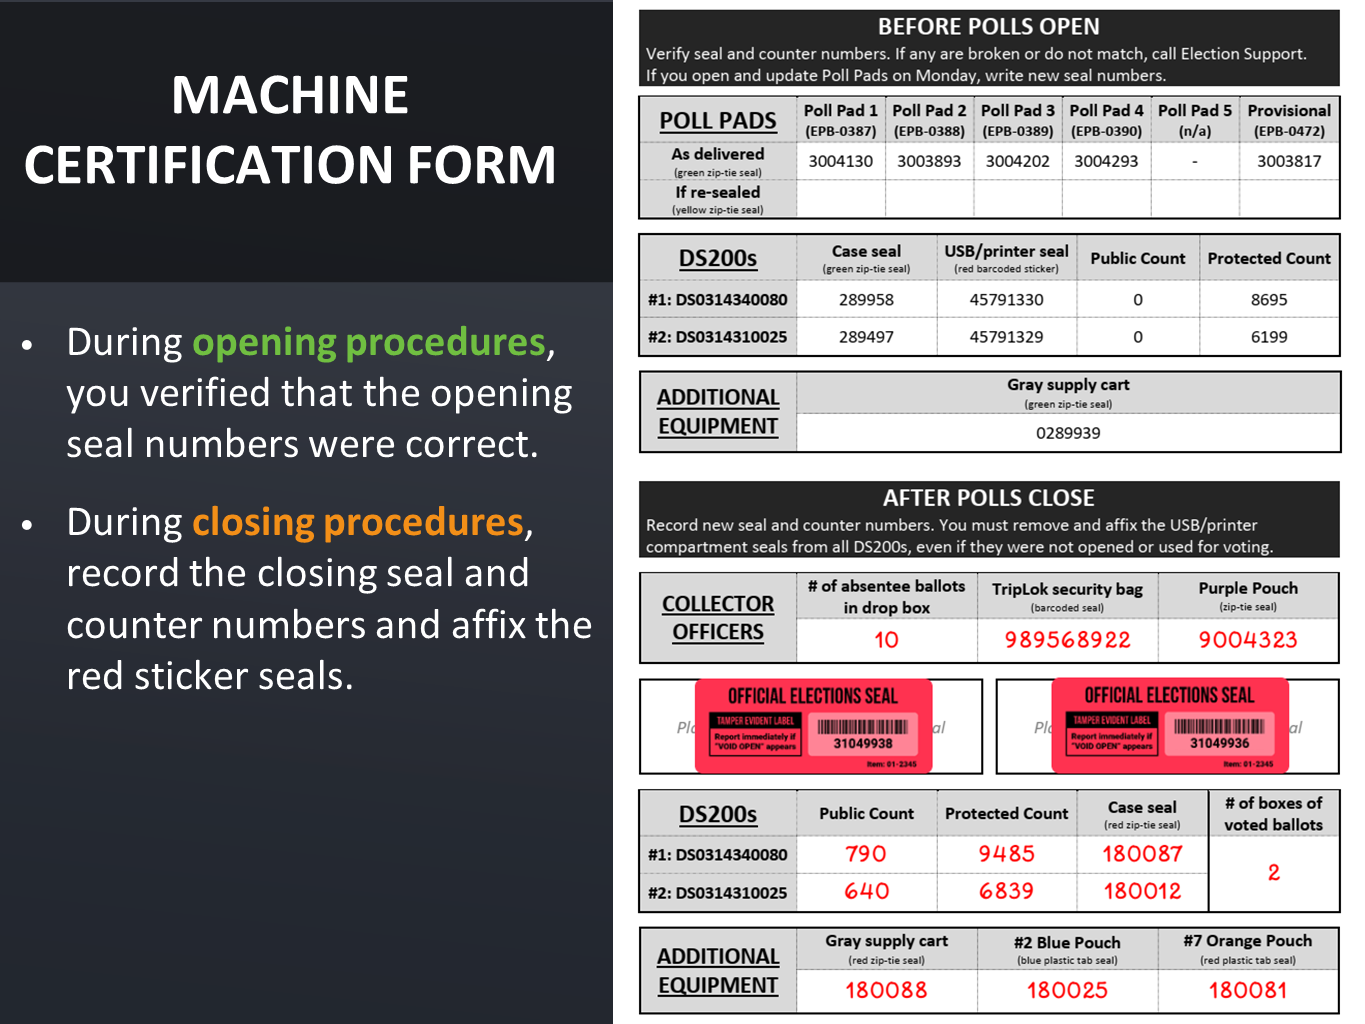 MACHINE
CERTIFICATION FORM
• During opening procedures,
you verified that the opening
seal numbers were correct.
• During closing procedures,
record the closing seal and
counter numbers and affix the
red sticker seals.
BEFORE POLLS OPEN
Verify seal and counter numbers. If any are broken or do not match, call Election Support.
If you open and update Poll Pads on Monday, write new seal numbers.
POLL PADS
Poll Pad 1 Poll Pad 2 Poll Pad 3 Poll Pad 4 Poll Pad 5 Provisional
(EPB-0387) (EPB-0388) (EPB-0389) (EPB-0390) (n/a) (EPB-0472)
As delivered
(green zip-tie seal)
3004130 3003893 3004202 3004293 - 3003817
If re-sealed
(yellow zip-tie seal)
DS200s
Case seal USB/printer seal Public Count Protected Count
(green zip-tie seal) (red barcoded sticker)
#1: DS0314340080 289958 45791330 0 8695
#2: DS0314310025 289497 45791329 0 6199
ADDITIONAL
EQUIPMENT
Gray supply cart
(green zip-tie seal)
0289939
AFTER POLLS CLOSE
Record new seal and counter numbers. You must remove and affix the USB/printer
compartment seals from all DS200s, even if they were not opened or used for voting.
COLLECTOR
OFFICERS
# of absentee ballots
in drop box
TripLok security bag
(barcoded seal)
Purple Pouch
(zip-tie seal)
10 989568922 9004323
OFFICIAL ELECTIONS SEAL
TAMPER EVIDENT LABEL
Report immediately if
"VOID OPEN" appears
31049938
Item: 01-2345
OFFICIAL ELECTIONS SEAL
TAMPER EVIDENT LABEL
Report immediately if
"VOID OPEN" appears
31049936
Item: 01-2345
DS200s
Public Count Protected Count Case seal
(red zip-tie seal)
# of boxes of
voted ballots
#1: DS0314340080 790 9485 180087
2
#2: DS0314310025 640 6839 180012
ADDITIONAL
EQUIPMENT
Gray supply cart #2 Blue Pouch #7 Orange Pouch
(red zip-tie seal) (blue plastic tab seal) (red plastic tab seal)
180088 180025 180081